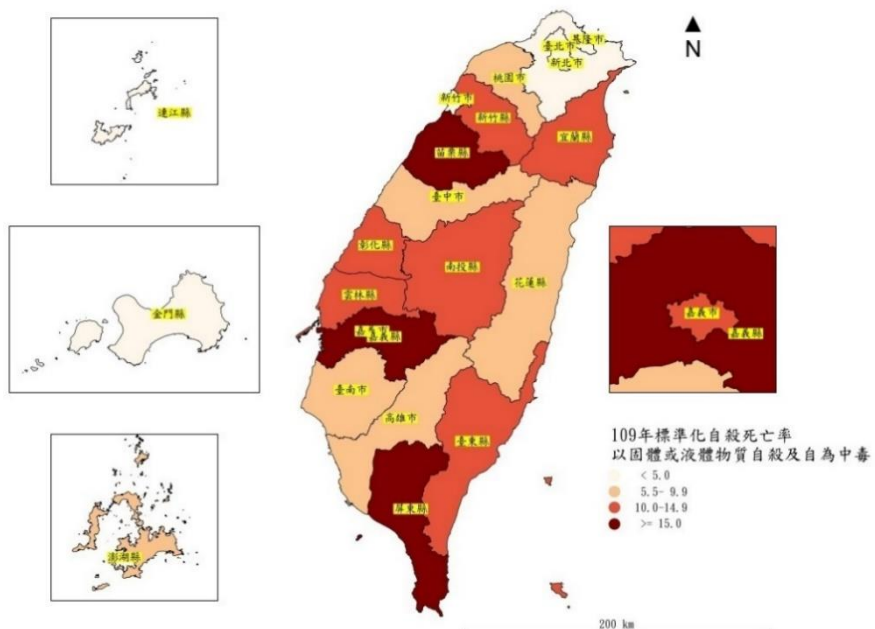 N
連江縣
臺北市
基隆市
新北市
桃園市
新竹市
新竹縣
宜蘭縣
苗栗縣
臺中市
彰化縣
南投縣
花蓮縣
雲林縣
金門縣
嘉義市
嘉義縣
嘉義縣
臺南市
高雄市
臺東縣
屏東縣
澎湖縣
109年標準化自殺死亡率
以固體或液體物質自殺及自為中毒
< 5.0
5.5- 9.9
10.0-14.9
>= 15.0
200 km